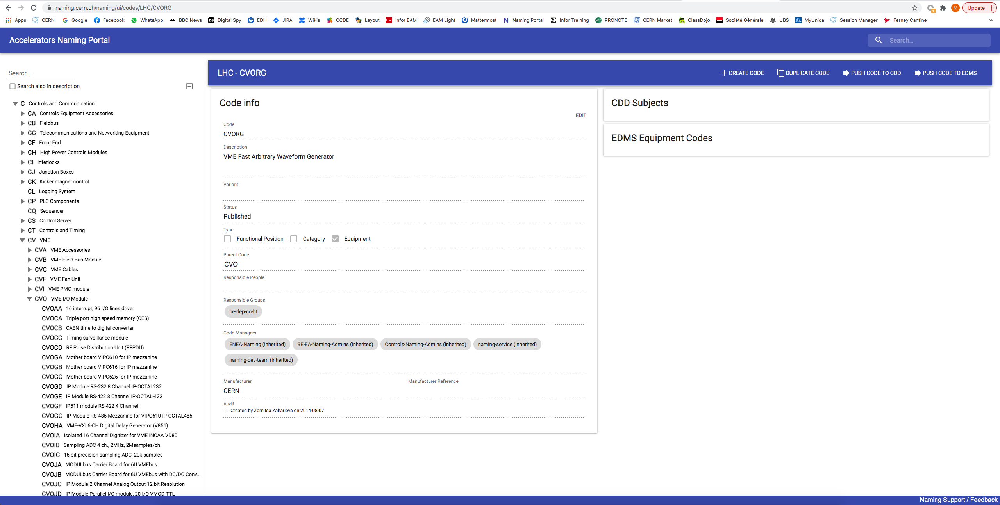 naming.cern.ch/naming/ui/codes/LHC/CVORG
M
Update
1
Apps CERN Google Facebook WhatsApp BBC BBC News DS Digital Spy EDH JIRA Wikis CCDE Layout infor Infor EAM EAM Light Mattermost N Naming Portal Infor Training NOT PRONOTE CERN Market ClassDojo Société Générale UBS MyUniqa Session Manager Ferney Cantine »
Accelerators Naming Portal
Search...
Search...
Search also in description
C Controls and Communication
CA Controls Equipment Accessories
CB Fieldbus
CC Telecommunications and Networking Equipment
CF Front End
CH High Power Controls Modules
CI Interlocks
CJ Junction Boxes
CK Kicker magnet control
CL Logging System
CP PLC Components
CQ Sequencer
CS Control Server
CT Controls and Timing
CV VME
CVA VME Accessories
CVB VME Field Bus Module
CVC VME Cables
CVF VME Fan Unit
CVI VME PMC module
CVO VME I/O Module
CVOAA 16 interrupt, 96 I/O lines driver
CVOCA Triple port high speed memory (CES)
CVOCB CAEN time to digital converter
CVOCC Timing surveillance module
CVOCD RF Pulse Distribution Unit (RFPDU)
CVOGA Mother board VIPC610 for IP mezzanine
CVOGB Mother board VIPC616 for IP mezzanine
CVOGC Mother board VIPC626 for IP mezzanine
CVOGD IP Module RS-232 8 Channel IP-OCTAL232
CVOGE IP Module RS-422 8 Channel IP-OCTAL-422
CVOGF IP511 module RS-422 4 Channel
CVOGG IP Module RS-485 Mezzanine for VIPC610 IP-OCTAL485
CVOHA VME-VXI 6-CH Digital Delay Generator (V851)
CVOIA Isolated 16 Channel Digitizer for VME INCAA VD80
CVOIB Sampling ADC 4 ch., 2MHz, 2Msamples/ch.
CVOIC 16 bit precision sampling ADC, 20k samples
CVOJA MODULbus Carrier Board for 6U VMEbus
CVOJB MODULbus Carrier Board for 6U VMEbus with DC/DC Conv...
CVOJC IP Module 2 Channel Analog Output 12 bit Resolution
CVOJD IP Module Parallel I/O module, 20 I/O VMOD-TTL
LHC - CVORG
CREATE CODE DUPLICATE CODE PUSH CODE TO CDD PUSH CODE TO EDMS
Code info
EDIT
Code
CVORG
Description
VME Fast Arbitrary Waveform Generator
Variant
Status
Published
Type
Functional Position Category Equipment
Parent Code
CVO
Responsible People
Responsible Groups
be-dep-co-ht
Code Managers
ENEA-Naming (inherited) BE-EA-Naming-Admins (inherited) Controls-Naming-Admins (inherited) naming-service (inherited)
naming-dev-team (inherited)
Manufacturer Manufacturer Reference
CERN
Audit
Created by Zornitsa Zaharieva on 2014-08-07
CDD Subjects
EDMS Equipment Codes
Naming Support / Feedback